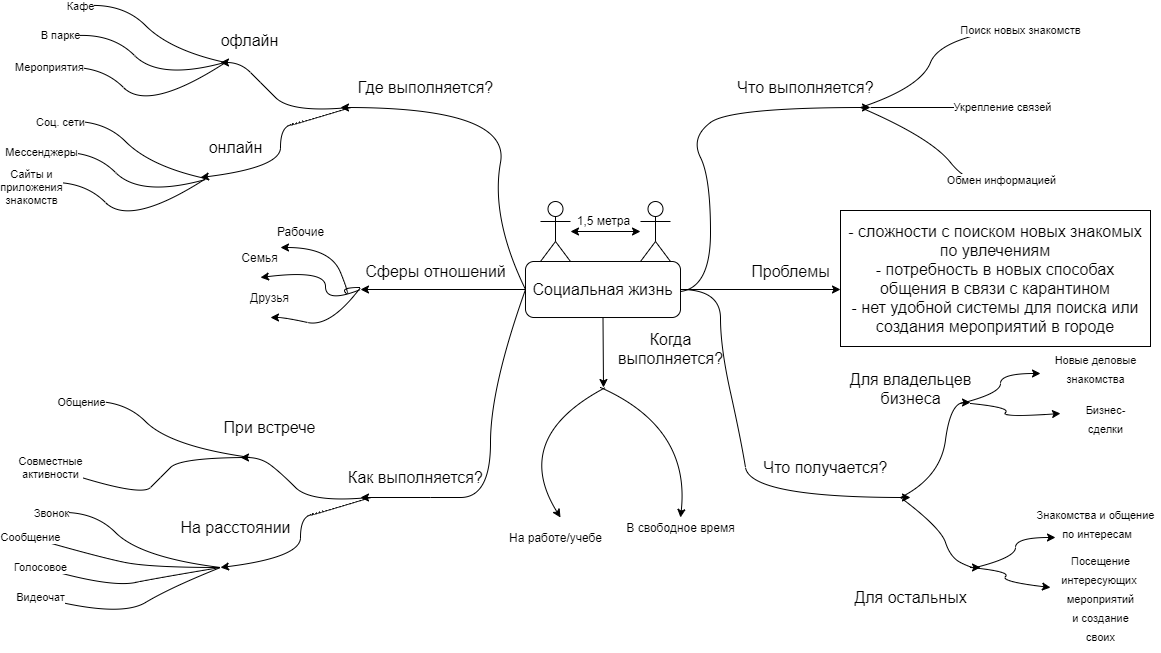 Кафе
В парке
Мероприятия
офлайн
Где выполняется?
Соц. сети
Мессенджеры
Сайты и
приложения
знакомств
онлайн
Что выполняется?
Поиск новых знакомств
Укрепление связей
Обмен информацией
1,5 метра
Социальная жизнь
Рабочие
Семья
Друзья
Сферы отношений
Проблемы
- сложности с поиском новых знакомых
по увлечениям
- потребность в новых способах
общения в связи с карантином
- нет удобной системы для поиска или
создания мероприятий в городе
Когда
выполняется?
На работе/учебе
В свободное время
Общение
Совместные
активности
При встрече
Как выполняется?
Звонок
Сообщение
Голосовое
Видеочат
На расстоянии
Что получается?
Для владельцев
бизнеса
Новые деловые
знакомства
Бизнес-
сделки
Для остальных
Знакомства и общение
по интересам
Посещение
интересующих
мероприятий
и создание
своих